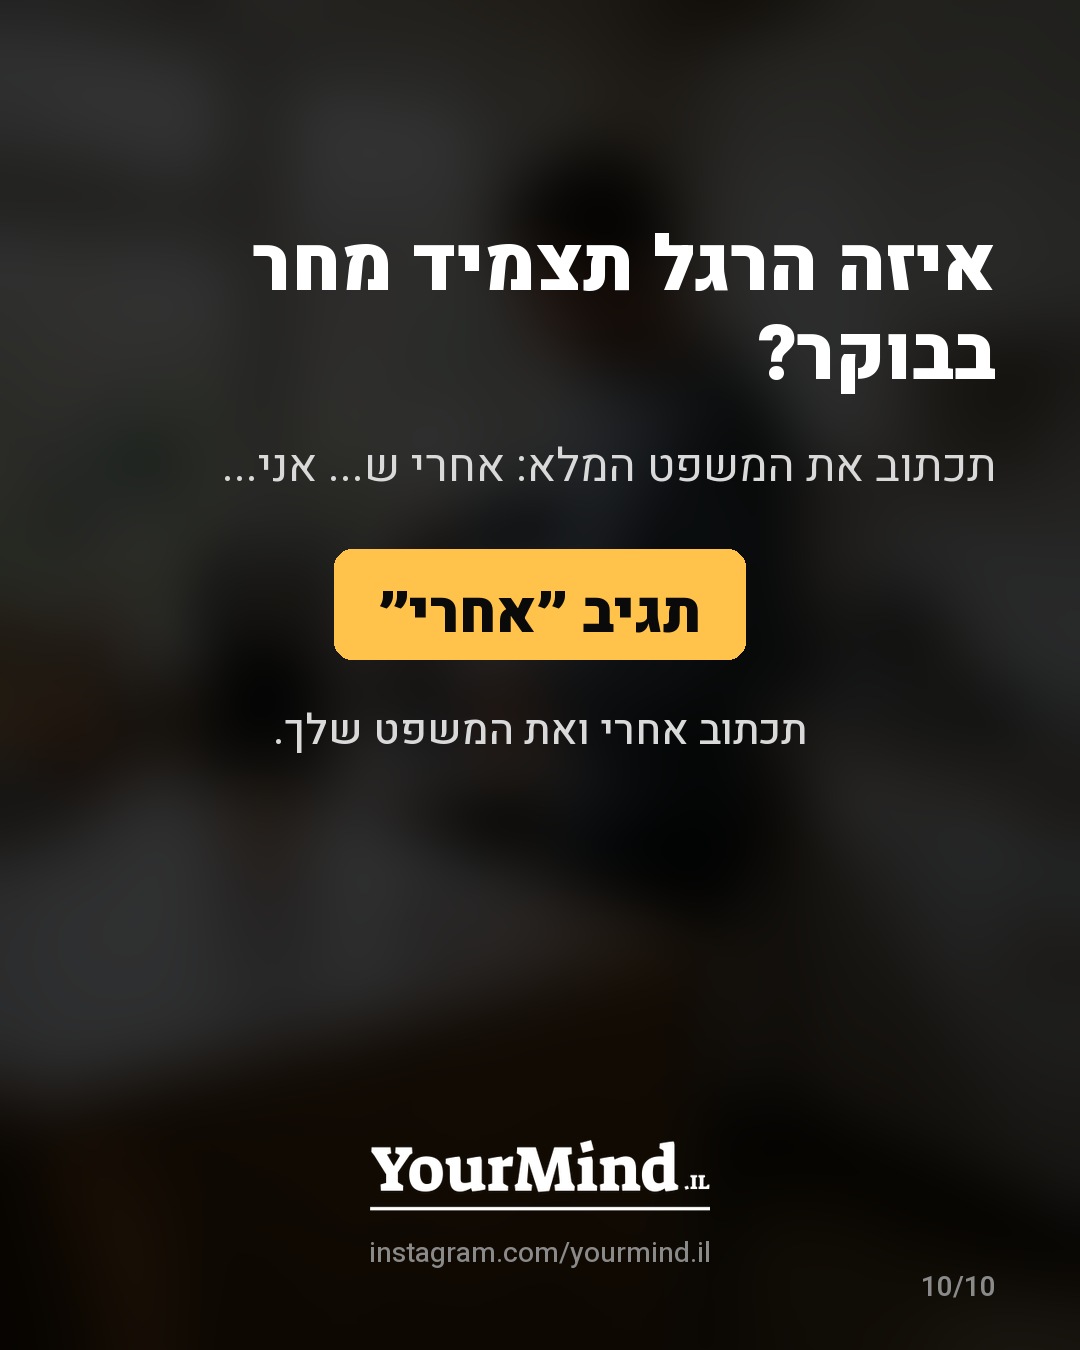 איזה הרגל תצמיד מחר
בבוקר?
תכתוב את המשפט המלא: אחרי ש... אני...
תגיב ”אחרי”
תכתוב אחרי ואת המשפט שלך.
YourMind.IL
instagram.com/yourmind.il
10/10